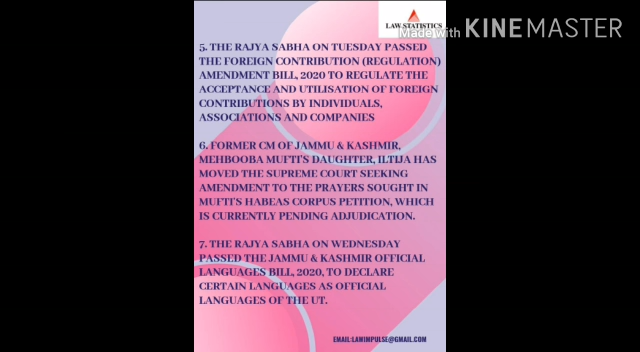 LAW STATISTICS
Made with KINEMASTER
5. THE RAJYA SABHA ON TUESDAY PASSED
THE FOREIGN CONTRIBUTION (REGULATION)
AMENDMENT BILL, 2020 TO REGULATE THE
ACCEPTANCE AND UTILISATION OF FOREIGN
CONTRIBUTIONS BY INDIVIDUALS,
ASSOCIATIONS AND COMPANIES
6. FORMER CM OF JAMMU & KASHMIR,
MEHBOOBA MUFTI'S DAUGHTER, ILTIJA HAS
MOVED THE SUPREME COURT SEEKING
AMENDMENT TO THE PRAYERS SOUGHT IN
MUFTI'S HABEAS CORPUS PETITION, WHICH
IS CURRENTLY PENDING ADJUDICATION.
7. THE RAJYA SABHA ON WEDNESDAY
PASSED THE JAMMU & KASHMIR OFFICIAL
LANGUAGES BILL, 2020, TO DECLARE
CERTAIN LANGUAGES AS OFFICIAL
LANGUAGES OF THE UT.
EMAIL:LAWIMPULSE@GMAIL.COM